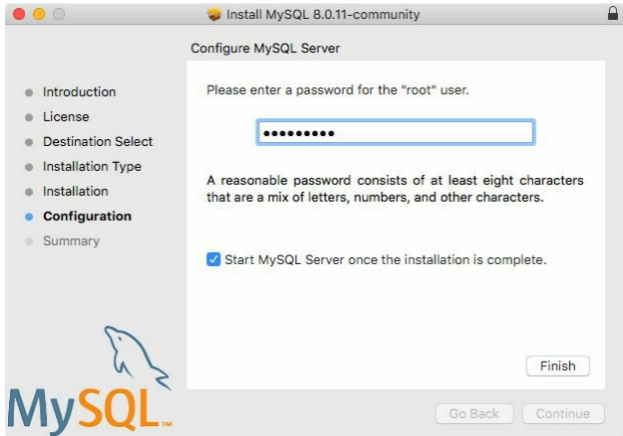 Install MySQL 8.0.11-community
Configure MySQL Server
Introduction
License
Destination Select
Installation Type
Installation
Configuration
Summary
Please enter a password for the "root" user.
•••••••••
A reasonable password consists of at least eight characters
that are a mix of letters, numbers, and other characters.
Start MySQL Server once the installation is complete.
Finish
MySQL™
Go Back
Continue